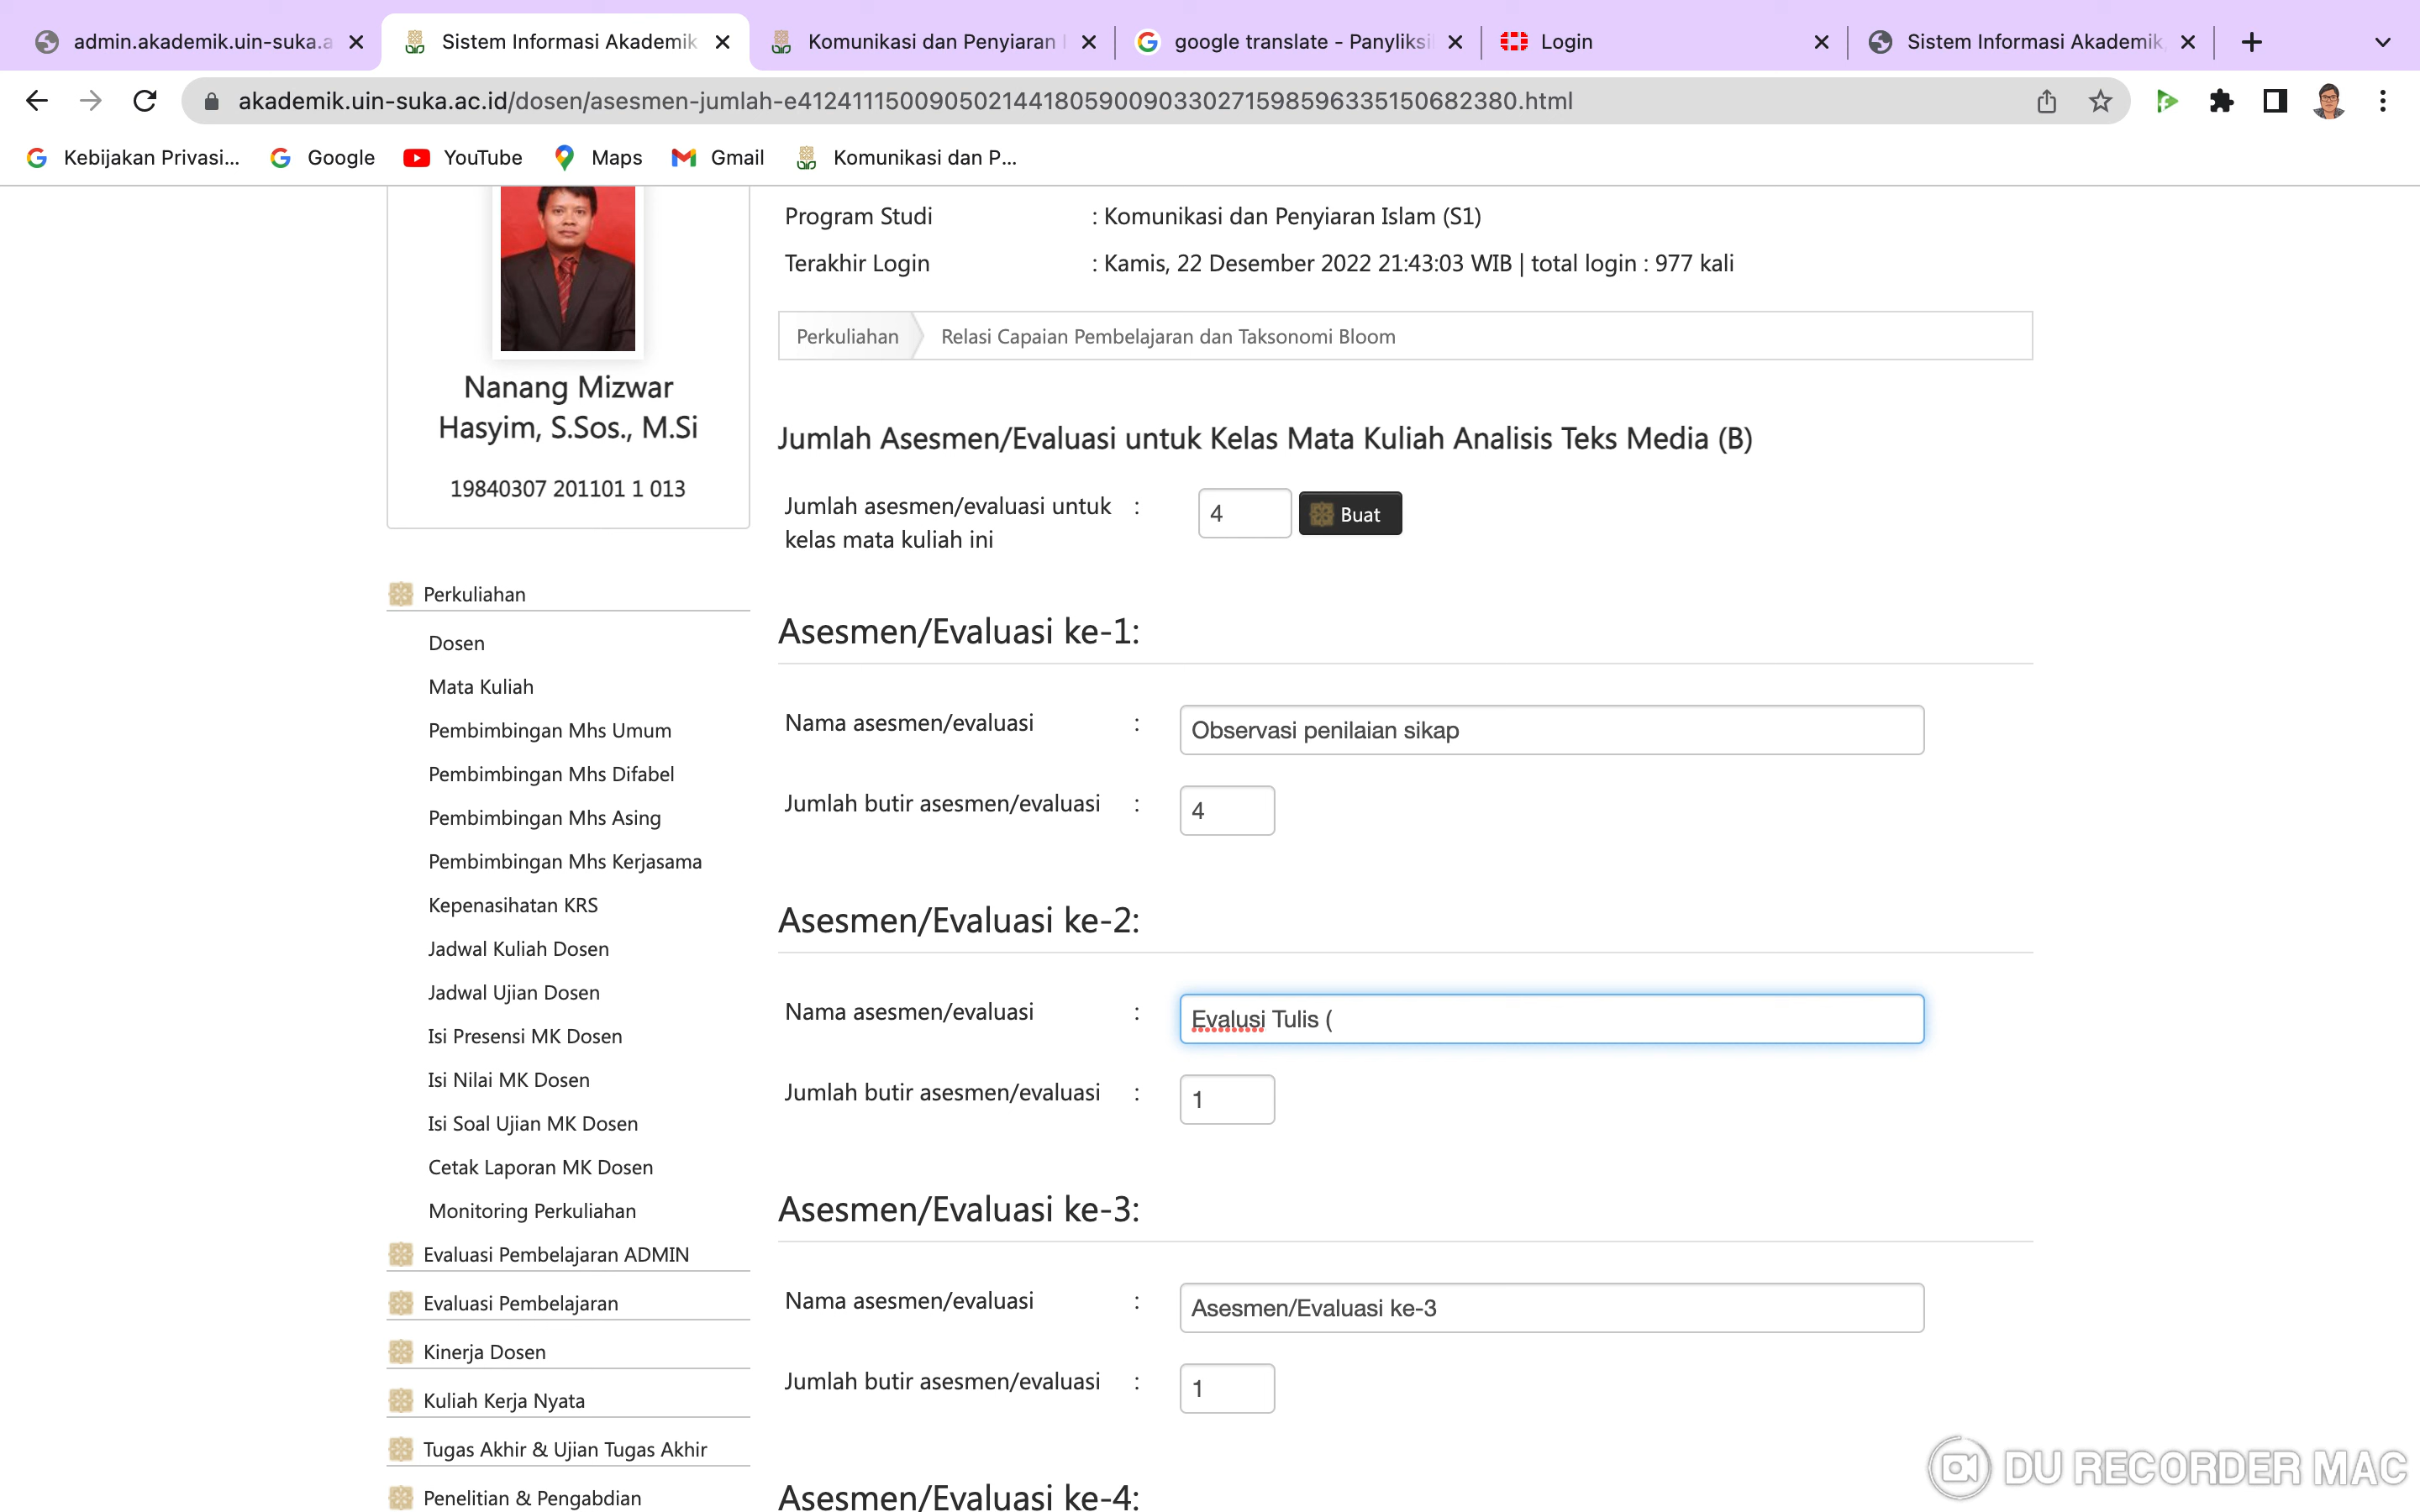 admin.akademik.uin-suka.a
Sistem Informasi Akademik
Komunikasi dan Penyiaran
google translate - Panyliksi
Login
Sistem Informasi Akademik
akademik.uin-suka.ac.id/dosen/asesmen-jumlah-e41241115009050214418059009033027159859633515068​2380.html
Kebijakan Privasi...
Google
YouTube
Maps
Gmail
Komunikasi dan P...
Program Studi : Komunikasi dan Penyiaran Islam (S1)
Terakhir Login : Kamis, 22 Desember 2022 21:43:03 WIB | total login : 977 kali
Perkuliahan
Relasi Capaian Pembelajaran dan Taksonomi Bloom
Nanang Mizwar
Hasyim, S.Sos., M.Si
19840307 201101 1 013
Perkuliahan
Dosen
Mata Kuliah
Pembimbingan Mhs Umum
Pembimbingan Mhs Difabel
Pembimbingan Mhs Asing
Pembimbingan Mhs Kerjasama
Kepenasihatan KRS
Jadwal Kuliah Dosen
Jadwal Ujian Dosen
Isi Presensi MK Dosen
Isi Nilai MK Dosen
Isi Soal Ujian MK Dosen
Cetak Laporan MK Dosen
Monitoring Perkuliahan
Evaluasi Pembelajaran ADMIN
Evaluasi Pembelajaran
Kinerja Dosen
Kuliah Kerja Nyata
Tugas Akhir & Ujian Tugas Akhir
Penelitian & Pengabdian
Jumlah Asesmen/Evaluasi untuk Kelas Mata Kuliah Analisis Teks Media (B)
Jumlah asesmen/evaluasi untuk : 4 Buat
kelas mata kuliah ini
Asesmen/Evaluasi ke-1:
Nama asesmen/evaluasi : Observasi penilaian sikap
Jumlah butir asesmen/evaluasi : 4
Asesmen/Evaluasi ke-2:
Nama asesmen/evaluasi : Evalusi Tulis (
Jumlah butir asesmen/evaluasi : 1
Asesmen/Evaluasi ke-3:
Nama asesmen/evaluasi : Asesmen/Evaluasi ke-3
Jumlah butir asesmen/evaluasi : 1
Asesmen/Evaluasi ke-4:
DU RECORDER MAC